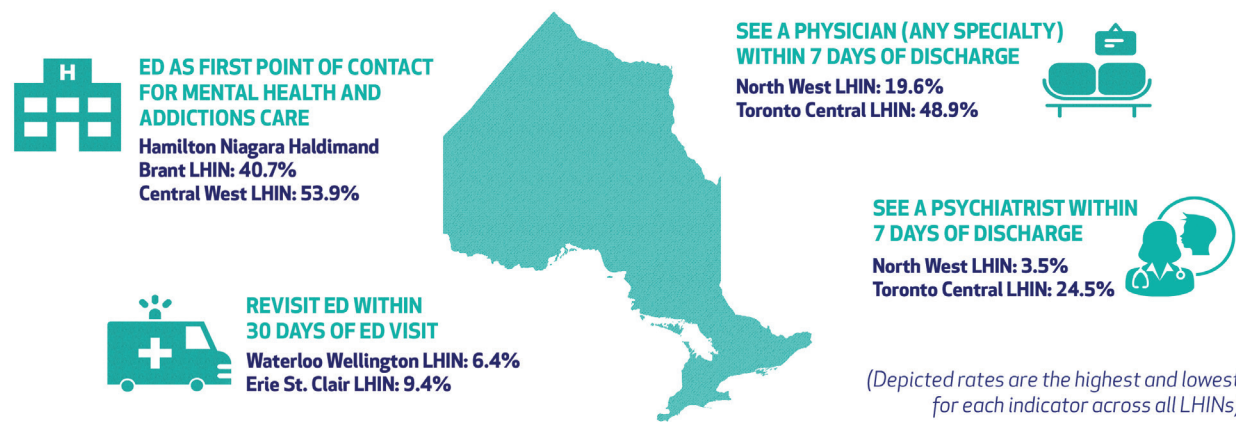 H
ED AS FIRST POINT OF CONTACT
FOR MENTAL HEALTH AND
ADDICTIONS CARE
Hamilton Niagara Haldimand
Brant LHIN: 40.7%
Central West LHIN: 53.9%
REVISIT ED WITHIN
30 DAYS OF ED VISIT
Waterloo Wellington LHIN: 6.4%
Erie St. Clair LHIN: 9.4%
SEE A PHYSICIAN (ANY SPECIALTY)
WITHIN 7 DAYS OF DISCHARGE
North West LHIN: 19.6%
Toronto Central LHIN: 48.9%
SEE A PSYCHIATRIST WITHIN
7 DAYS OF DISCHARGE
North West LHIN: 3.5%
Toronto Central LHIN: 24.5%
(Depicted rates are the highest and lowest
for each indicator across all LHINs)